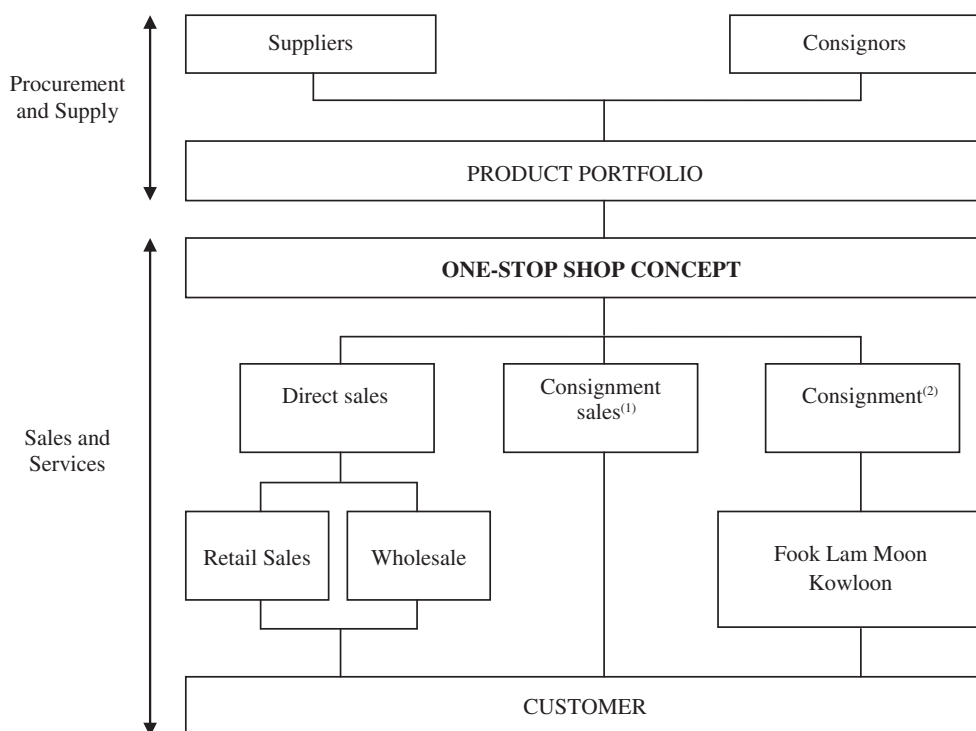 Suppliers
Consignors
Procurement
and Supply
PRODUCT PORTFOLIO
ONE-STOP SHOP CONCEPT
Direct sales
Consignment
sales(1)
Consignment(2)
Sales and
Services
Retail Sales
Wholesale
Fook Lam Moon
Kowloon
CUSTOMER